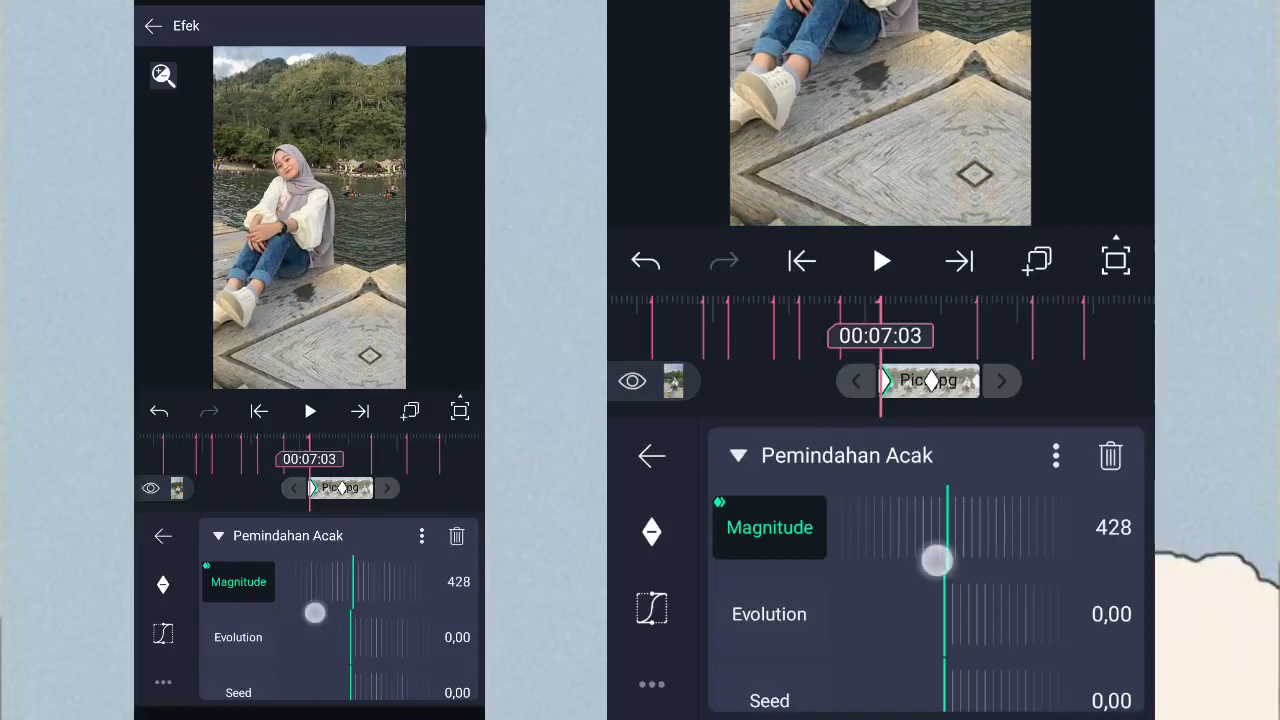 Efek
00:07:03
Pic
pg
Pemindahan Acak
Magnitude
428
Evolution
0,00
Seed
0,00
00:07:03
Pic
pg
Pemindahan Acak
Magnitude
428
Evolution
0,00
Seed
0,00